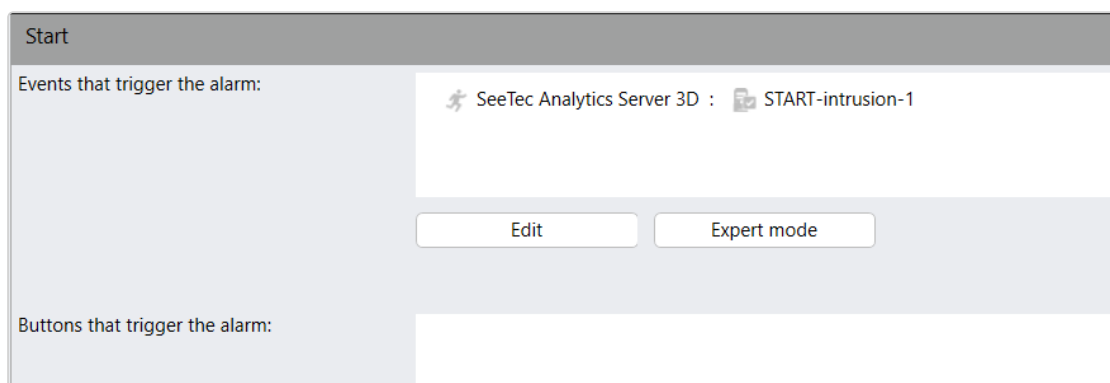 Start
Events that trigger the alarm:
SeeTec Analytics Server 3D : START-intrusion-1
Edit
Expert mode
Buttons that trigger the alarm: